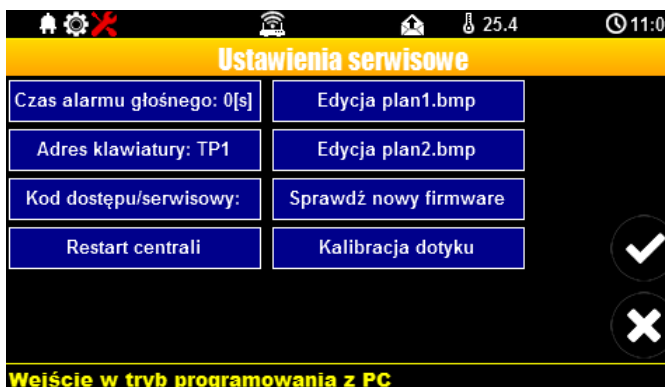 25.4
11:0
Ustawienia serwisowe
Czas alarmu głośnego: 0[s]
Edycja plan1.bmp
Adres klawiatury: TP1
Edycja plan2.bmp
Kod dostępu/serwisowy:
Sprawdź nowy firmware
Restart centrali
Kalibracja dotyku
Wejście w tryb programowania z PC